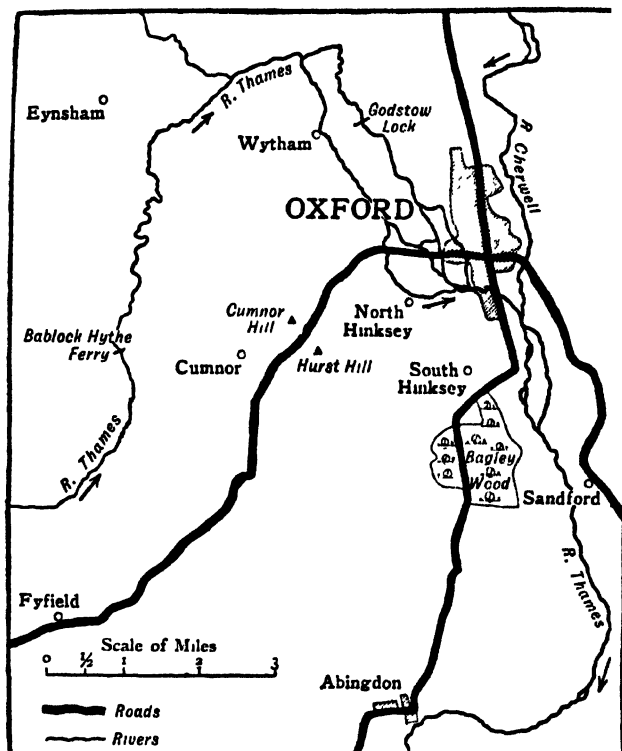 R. Thames
Eynsham
Godstow
Lock
Wytham
R Cherwell
OXFORD
Cumnor
Hill
North
Hinksey
Bablock Hythe
Ferry
Cumnor
Hurst Hill
South
Hinksey
R. Thames
Bagley
Wood
Sandford
R. Thames
Fyfield
Scale of Miles
0 ½ 1 2 3
Abingdon
Roads
Rivers